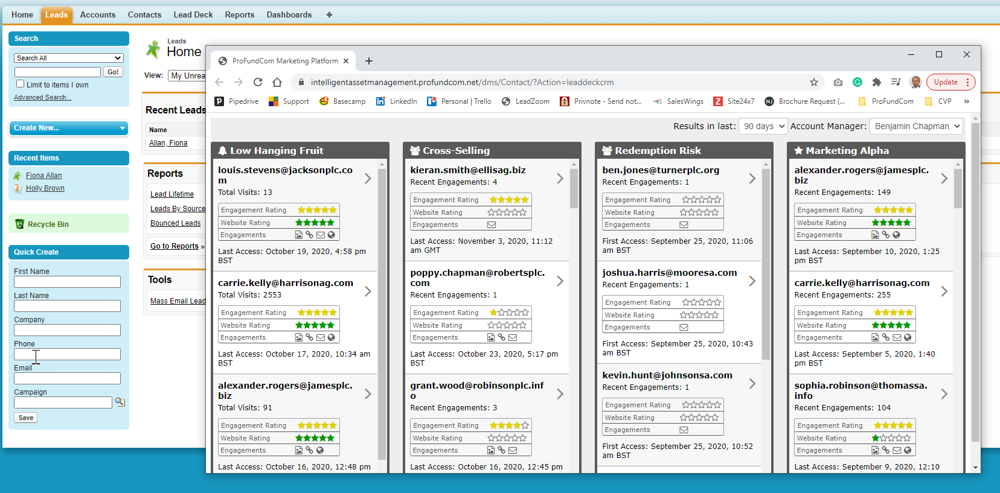 Home Leads Accounts Contacts Lead Deck Reports Dashboards +
Search
Search All
Go!
Limit to items I own
Advanced Search...
Create New...
Recent Items
Fiona Allan
Holly Brown
Recycle Bin
Quick Create
First Name
Last Name
Company
Phone
Email
Campaign
Save
Leads
Home
View: My Unrea
Recent Leads
Name
Allan, Fiona
Reports
Lead Lifetime
Leads By Source
Bounced Leads
Go to Reports »
Tools
Mass Email Lead
ProFundCom Marketing Platform
intelligentassetmanagement.profundcom.net/dms/Contact/?Action=leaddeckcrm
Update
Pipedrive Support Basecamp LinkedIn Personal | Trello LeadZoom Privnote - Send not... SalesWings Site24x7 Brochure Request (... ProFundCom CVP »
Results in last: 90 days Account Manager: Benjamin Chapman
Low Hanging Fruit
louis.stevens@jacksonplc.co
m
Total Visits: 13
Engagement Rating
Website Rating
Engagements
Last Access: October 19, 2020, 4:58 pm
BST
carrie.kelly@harrisonag.com
Total Visits: 2553
Engagement Rating
Website Rating
Engagements
Last Access: October 17, 2020, 10:34 am
BST
alexander.rogers@jamesplc.
biz
Total Visits: 91
Engagement Rating
Website Rating
Engagements
Last Access: October 16, 2020, 12:48 pm
Cross-Selling
kieran.smith@ellisag.biz
Recent Engagements: 4
Engagement Rating
Website Rating
Engagements
Last Access: November 3, 2020, 11:12
am GMT
poppy.chapman@robertsplc.
com
Recent Engagements: 1
Engagement Rating
Website Rating
Engagements
Last Access: October 23, 2020, 5:17 pm
BST
grant.wood@robinsonplc.inf
o
Recent Engagements: 3
Engagement Rating
Website Rating
Engagements
Last Access: October 16, 2020, 12:45 pm
Redemption Risk
ben.jones@turnerplc.org
Recent Engagements: 1
Engagement Rating
Website Rating
Engagements
First Access: September 25, 2020, 11:06
am BST
joshua.harris@mooresa.com
Recent Engagements: 1
Engagement Rating
Website Rating
Engagements
First Access: September 25, 2020, 10:43
am BST
kevin.hunt@johnsonsa.com
Recent Engagements: 1
Engagement Rating
Website Rating
Engagements
First Access: September 25, 2020, 10:52
am BST
Marketing Alpha
alexander.rogers@jamesplc.
biz
Recent Engagements: 149
Engagement Rating
Website Rating
Engagements
Last Access: September 10, 2020, 1:25
pm BST
carrie.kelly@harrisonag.com
Recent Engagements: 255
Engagement Rating
Website Rating
Engagements
Last Access: September 5, 2020, 1:40
pm BST
sophia.robinson@thomassa.
info
Recent Engagements: 104
Engagement Rating
Website Rating
Engagements
Last Access: September 9, 2020, 12:10